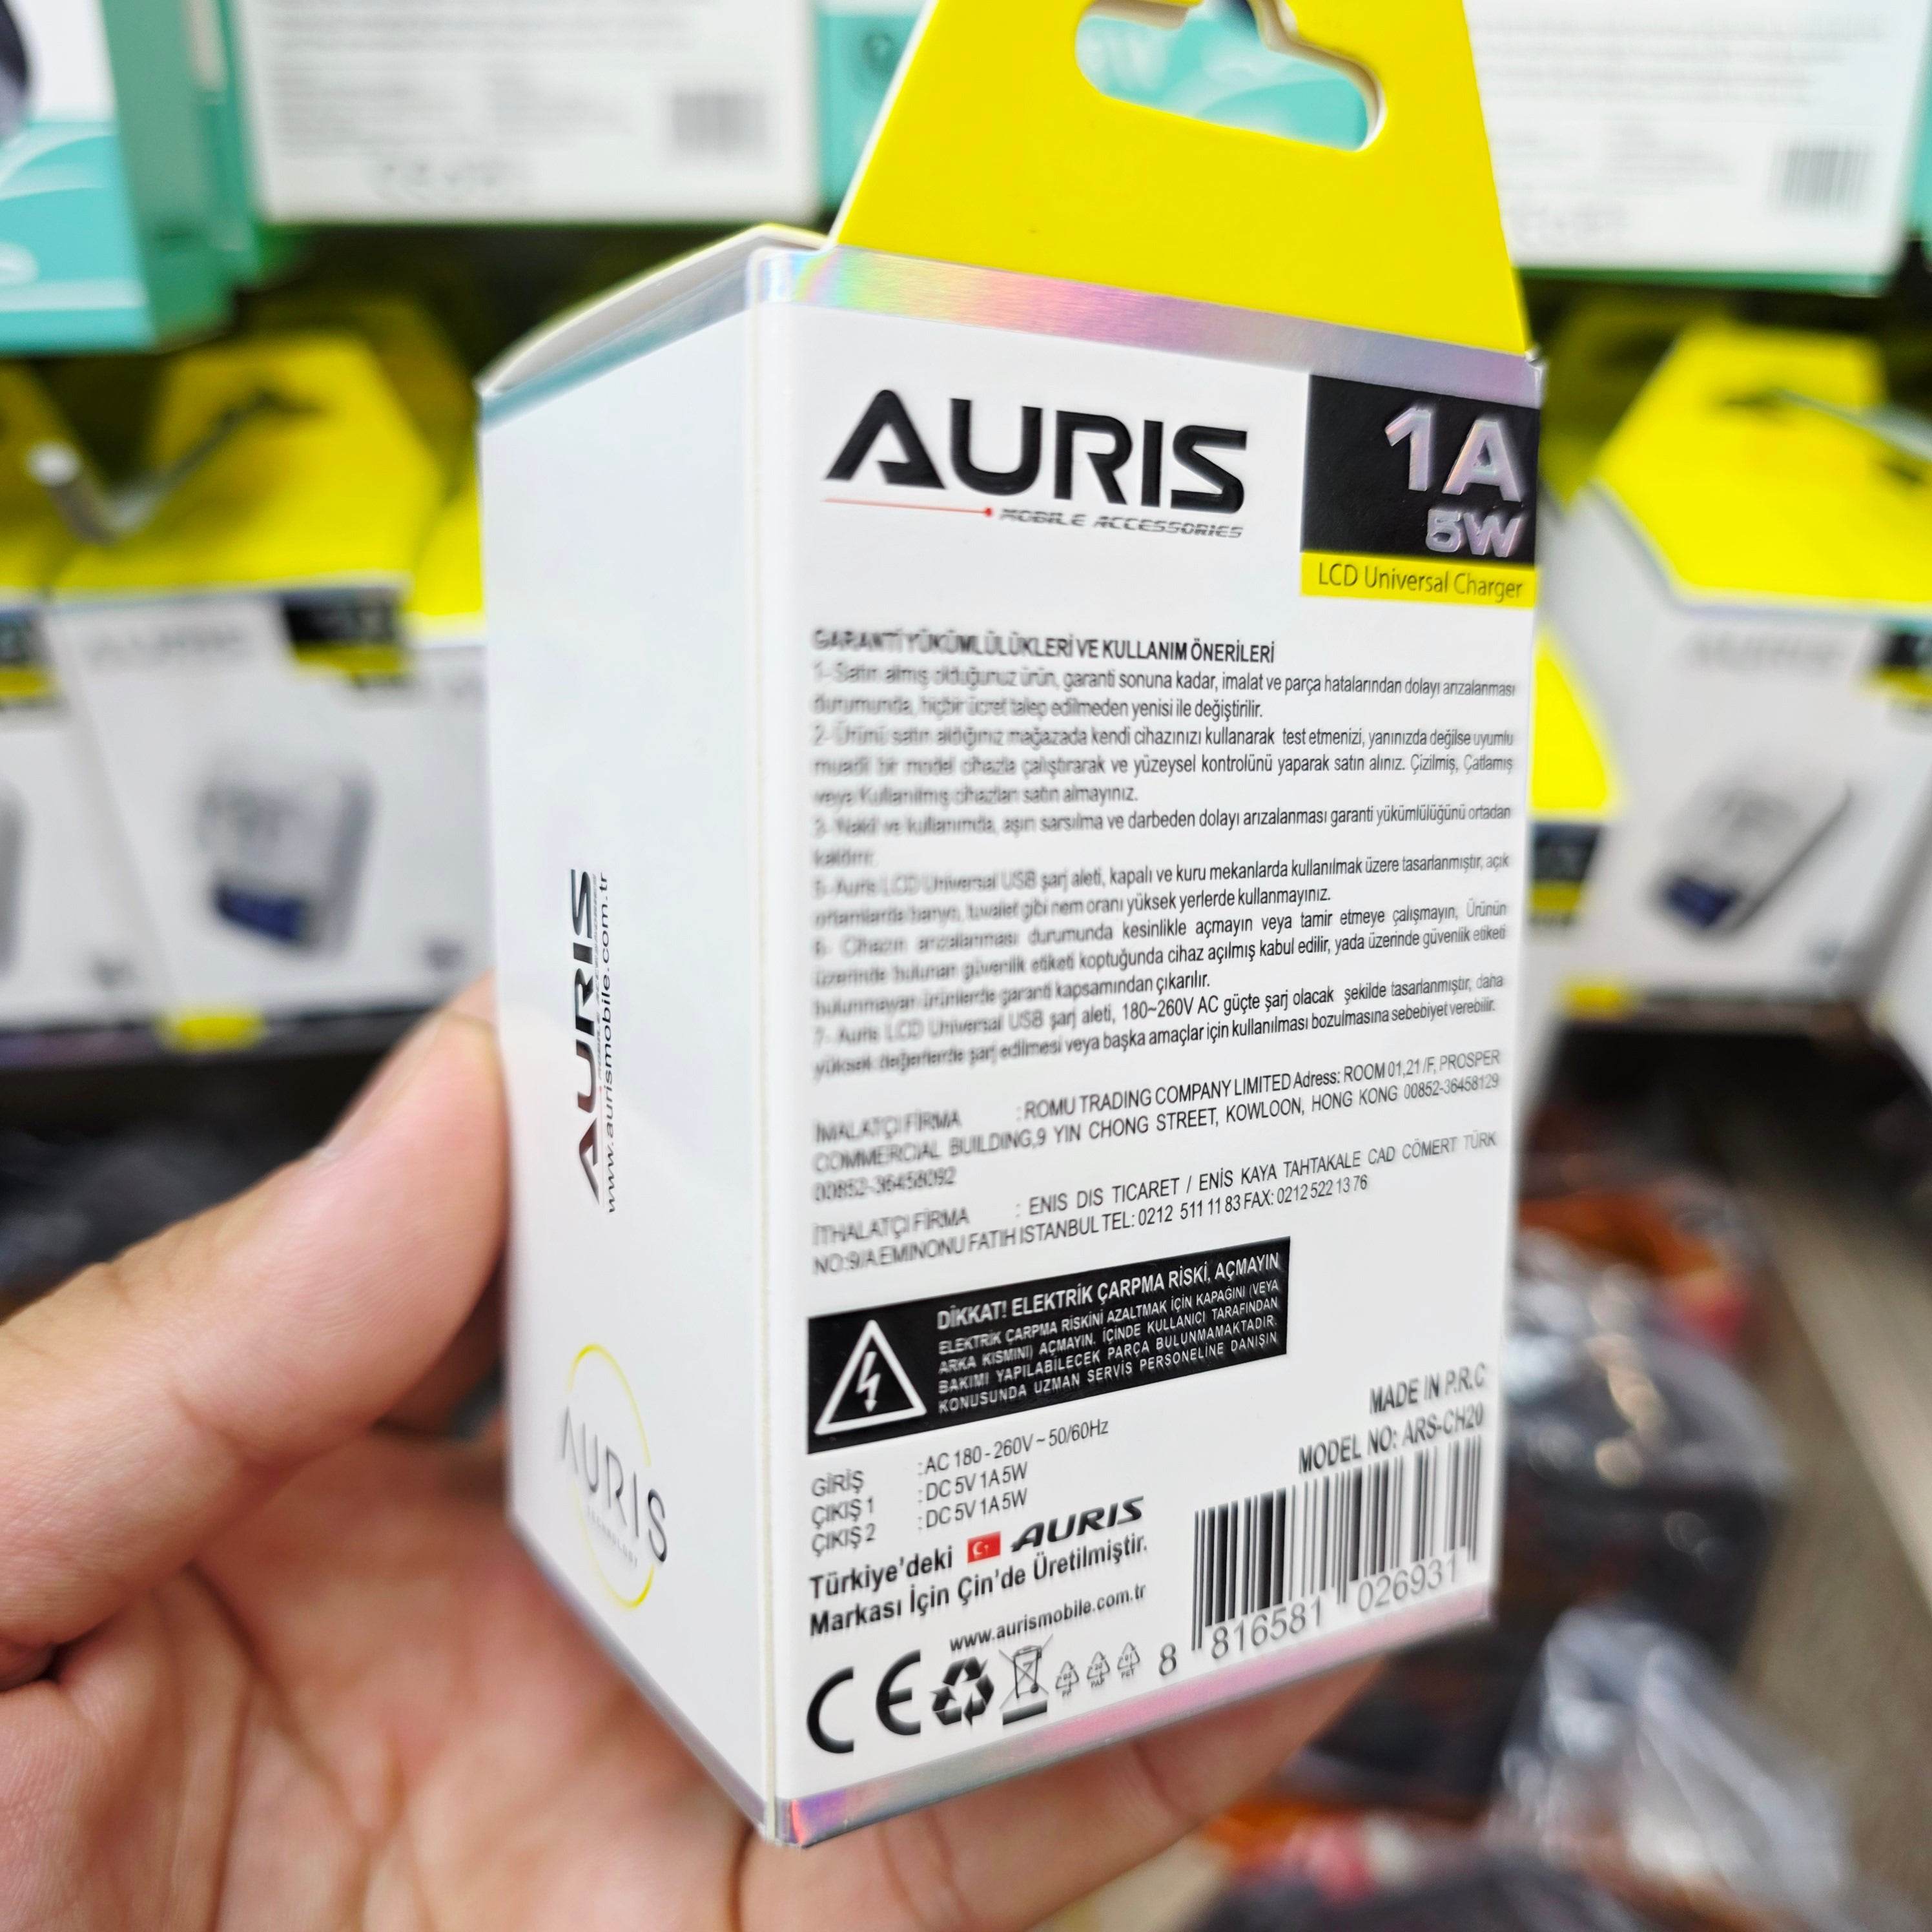 AURIS
MOBILE ACCESSORIES
1A
5W
LCD Universal Charger
GARANTİ YÜKÜMLÜLÜKLERİ VE KULLANIM ÖNERİLERİ
1- Satın almış olduğunuz ürün, garanti sonuna kadar, imalat ve parça hatalarından dolayı arızalanması
durumunda, hiçbir ücret talep edilmeden yenisi ile değiştirilir.
2- Ürünü satın aldığınız mağazada kendi cihazınızı kullanarak test etmenizi, yanınızda değilse uyumlu
muadil bir model cihazla çalıştırarak ve yüzeysel kontrolünü yaparak satın alınız. Çizilmiş, Çatlamış
veya Kullanılmış cihazları satın almayınız.
3- Nakil ve kullanımda, aşırı sarsılma ve darbeden dolayı arızalanması garanti yükümlülüğünü ortadan
kaldırır.
5- Auris LCD Universal USB şarj aleti, kapalı ve kuru mekanlarda kullanılmak üzere tasarlanmıştır, açık
ortamlarda banyo, tuvalet gibi nem oranı yüksek yerlerde kullanmayınız.
6- Cihazın arızalanması durumunda kesinlikle açmayın veya tamir etmeye çalışmayın, Ürünün
üzerinde bulunan güvenlik etiketi koptuğunda cihaz açılmış kabul edilir, yada üzerinde güvenlik etiketi
bulunmayan ürünlerde garanti kapsamından çıkarılır.
7- Auris LCD Universal USB şarj aleti, 180~260V AC güçte şarj olacak şekilde tasarlanmıştır, daha
yüksek değerlerde şarj edilmesi veya başka amaçlar için kullanılması bozulmasına sebebiyet verebilir.
İMALATÇI FİRMA : ROMU TRADING COMPANY LIMITED Adress: ROOM 01,21 /F, PROSPER
COMMERCIAL BUILDING,9 YIN CHONG STREET, KOWLOON, HONG KONG 00852-36458129
00852-36458092
İTHALATÇI FİRMA : ENIS DIS TICARET / ENİS KAYA TAHTAKALE CAD CÖMERT TÜRK
NO:9/A EMINONU FATIH ISTANBUL TEL: 0212 511 11 83 FAX: 0212 522 13 76
DİKKAT! ELEKTRİK ÇARPMA RİSKİ, AÇMAYIN
ELEKTRİK ÇARPMA RİSKİNİ AZALTMAK İÇİN KAPAĞINI (VEYA
ARKA KISMINI) AÇMAYIN. İÇİNDE KULLANICI TARAFINDAN
BAKIMI YAPILABİLECEK PARÇA BULUNMAMAKTADIR.
KONUSUNDA UZMAN SERVİS PERSONELİNE DANIŞIN
GİRİŞ : AC 180 - 260V ~ 50/60Hz
ÇIKIŞ 1 : DC 5V 1A 5W
ÇIKIŞ 2 : DC 5V 1A 5W
MADE IN P.R.C
MODEL NO: ARS-CH20
Türkiye'deki AURIS
Markası İçin Çin'de Üretilmiştir.
www.aurismobile.com.tr
CE
8 816581 026931
AURIS
www.aurismobile.com.tr
AURIS
TECHNOLOGY